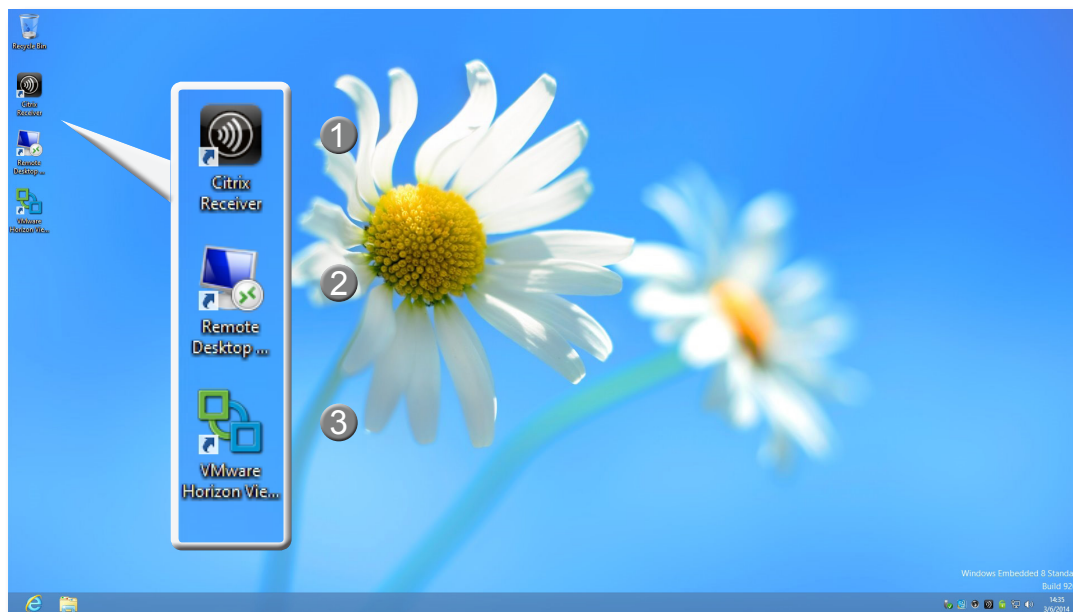 Recycle Bin
Citrix
Receiver
Remote
Desktop ...
VMware
Horizon Vie...
Citrix
Receiver
1
Remote
Desktop ...
2
VMware
Horizon Vie...
3
Windows Embedded 8 Standa
Build 92
14:35
3/6/2014